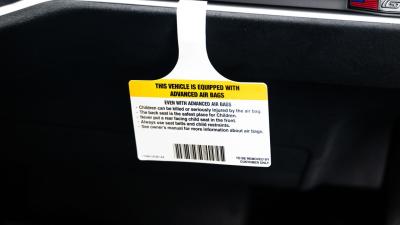 THIS VEHICLE IS EQUIPPED WITH
ADVANCED AIR BAGS
EVEN WITH ADVANCED AIR BAGS
- Children can be killed or seriously injured by the air bag
- The back seat is the safest place for Children.
- Never put a rear facing child seat in the front.
- Always use seat belts and child restraints.
- See owner's manual for more information about air bags.
TO BE REMOVED BY
CUSTOMER ONLY